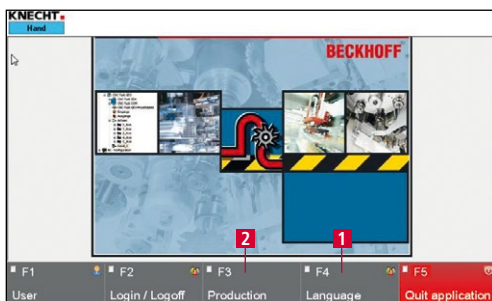 KNECHT
Hand
BECKHOFF
2
1
F1
F2
F3
F4
F5
User
Login / Logoff
Production
Language
Quit application